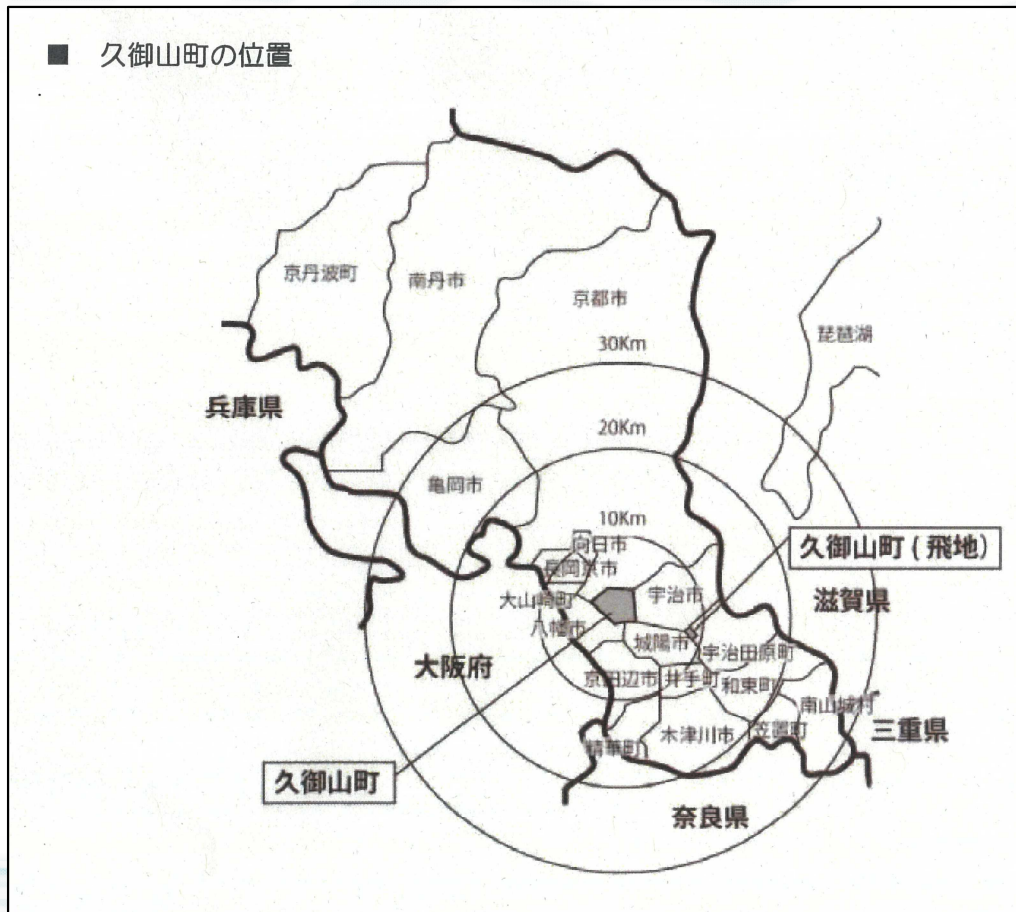 ■ 久御山町の位置
京丹波町
南丹市
京都市
琵琶湖
30Km
兵庫県
20Km
亀岡市
10Km
向日市
久御山町(飛地)
長岡京市
大山崎町
宇治市
滋賀県
八幡市
城陽市
宇治田原町
大阪府
京田辺市
井手町
和束町
南山城村
三重県
笠置町
木津川市
精華町
久御山町
奈良県